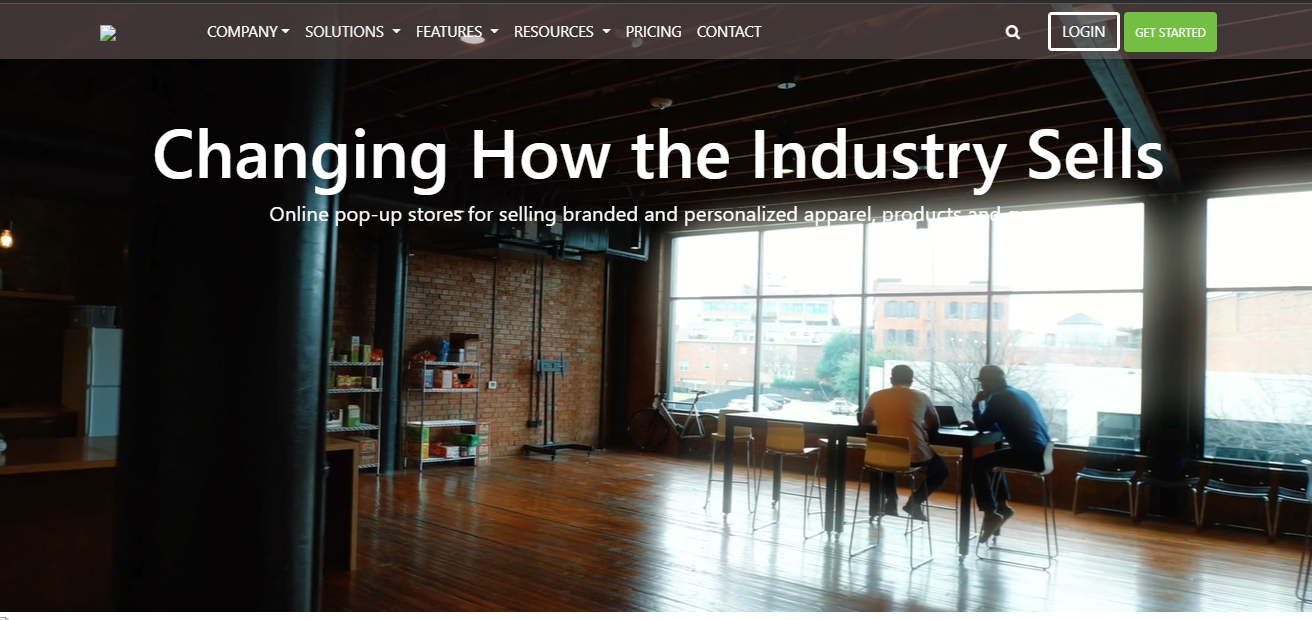 COMPANY SOLUTIONS FEATURES RESOURCES PRICING CONTACT LOGIN GET STARTED
Changing How the Industry Sells
Online pop-up stores for selling branded and personalized apparel, products and